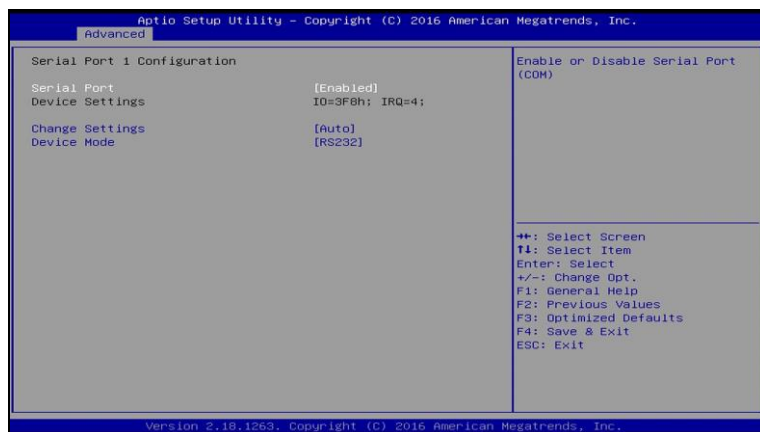 Aptio Setup Utility – Copyright (C) 2016 American Megatrends, Inc.
Advanced
Serial Port 1 Configuration
Serial Port [Enabled]
Device Settings IO=3F8h; IRQ=4;
Change Settings [Auto]
Device Mode [RS232]
Enable or Disable Serial Port
(COM)
→←: Select Screen
↑↓: Select Item
Enter: Select
+/-: Change Opt.
F1: General Help
F2: Previous Values
F3: Optimized Defaults
F4: Save & Exit
ESC: Exit
Version 2.18.1263. Copyright (C) 2016 American Megatrends, Inc.